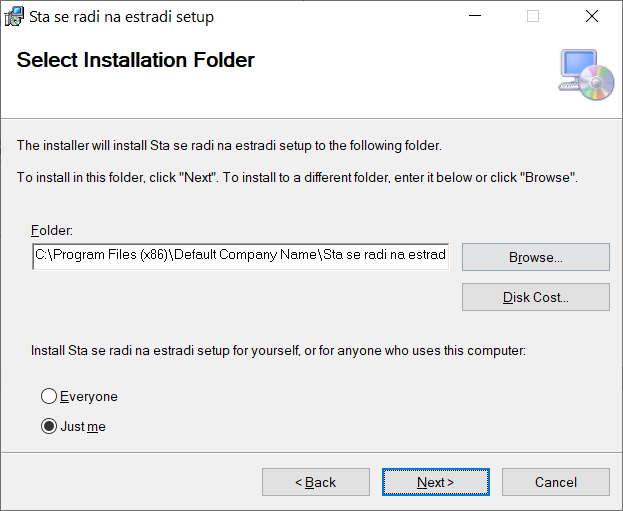 Sta se radi na estradi setup
Select Installation Folder
The installer will install Sta se radi na estradi setup to the following folder.
To install in this folder, click "Next". To install to a different folder, enter it below or click "Browse".
Folder:
C:\Program Files (x86)\Default Company Name\Sta se radi na estrad
Browse...
Disk Cost...
Install Sta se radi na estradi setup for yourself, or for anyone who uses this computer:
Everyone
Just me
< Back
Next >
Cancel